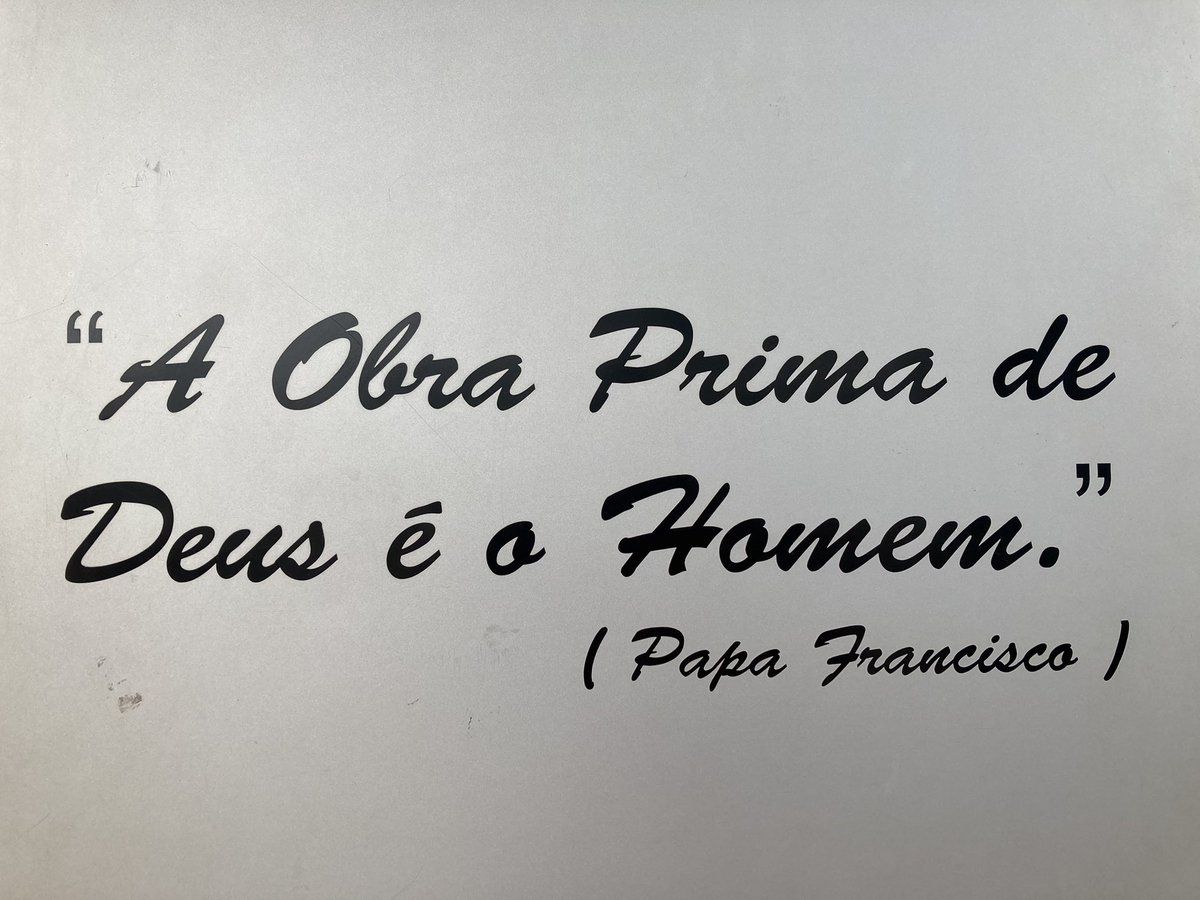 “A Obra Prima de
Deus é o Homem.”
( Papa Francisco )